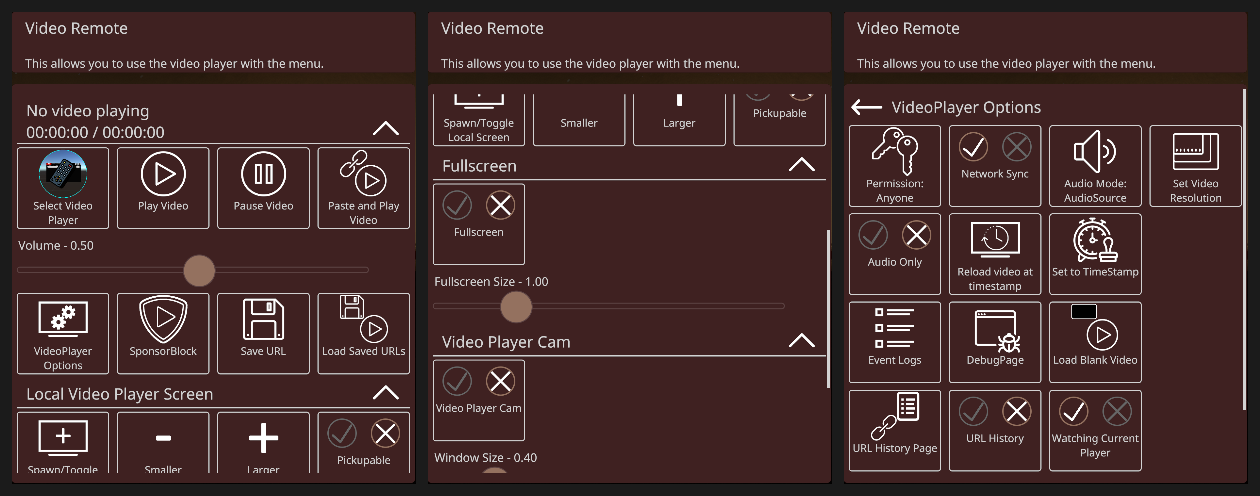 Video Remote
This allows you to use the video player with the menu.
No video playing
00:00:00 / 00:00:00
Select Video
Player
Play Video
Pause Video
Paste and Play
Video
Volume - 0.50
VideoPlayer
Options
SponsorBlock
Save URL
Load Saved URLs
Local Video Player Screen
Spawn/Toggle
Smaller
Larger
Pickupable
Video Remote
This allows you to use the video player with the menu.
Spawn/Toggle
Local Screen
Smaller
Larger
Pickupable
Fullscreen
Fullscreen
Fullscreen Size - 1.00
Video Player Cam
Video Player Cam
Window Size - 0.40
Video Remote
This allows you to use the video player with the menu.
VideoPlayer Options
Permission:
Anyone
Network Sync
Audio Mode:
AudioSource
Set Video
Resolution
Audio Only
Reload video at
timestamp
Set to TimeStamp
Event Logs
DebugPage
Load Blank Video
URL History Page
URL History
Watching Current
Player